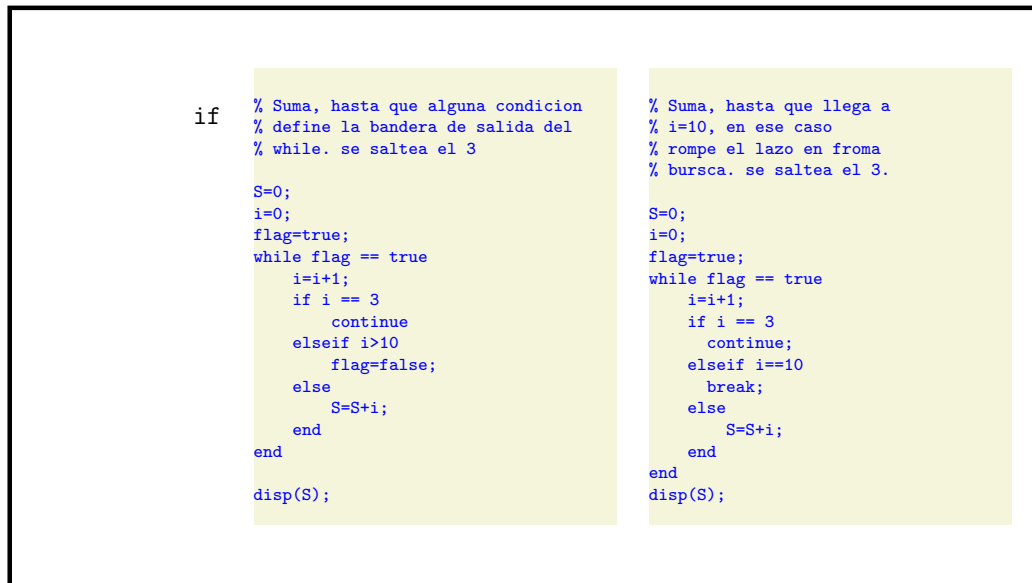 if
% Suma, hasta que alguna condicion
% define la bandera de salida del
% while. se saltea el 3
S=0;
i=0;
flag=true;
while flag == true
    i=i+1;
    if i == 3
        continue
    elseif i>10
        flag=false;
    else
        S=S+i;
    end
end
disp(S);
% Suma, hasta que llega a
% i=10, en ese caso
% rompe el lazo en froma
% bursca. se saltea el 3.
S=0;
i=0;
flag=true;
while flag == true
    i=i+1;
    if i == 3
      continue;
    elseif i==10
      break;
    else
        S=S+i;
    end
end
disp(S);